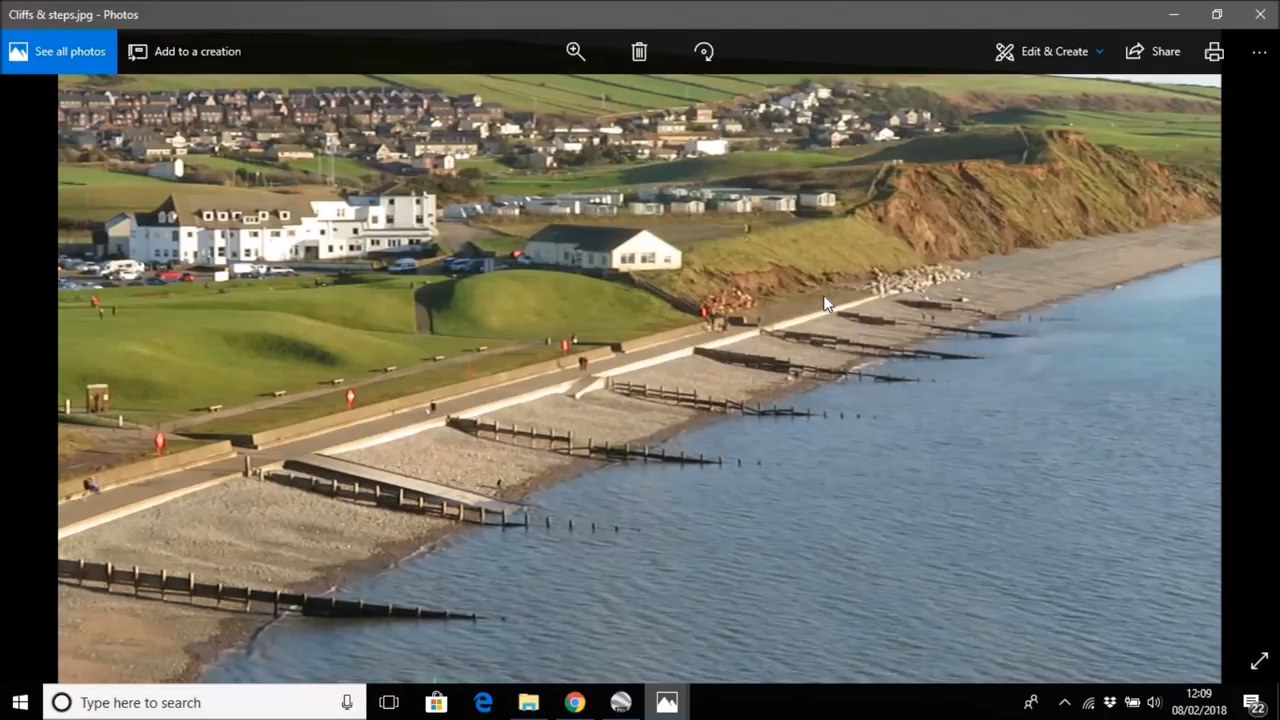 Cliffs & steps.jpg - Photos
See all photos
Add to a creation
Edit & Create
Share
Type here to search
12:09
08/02/2018
22